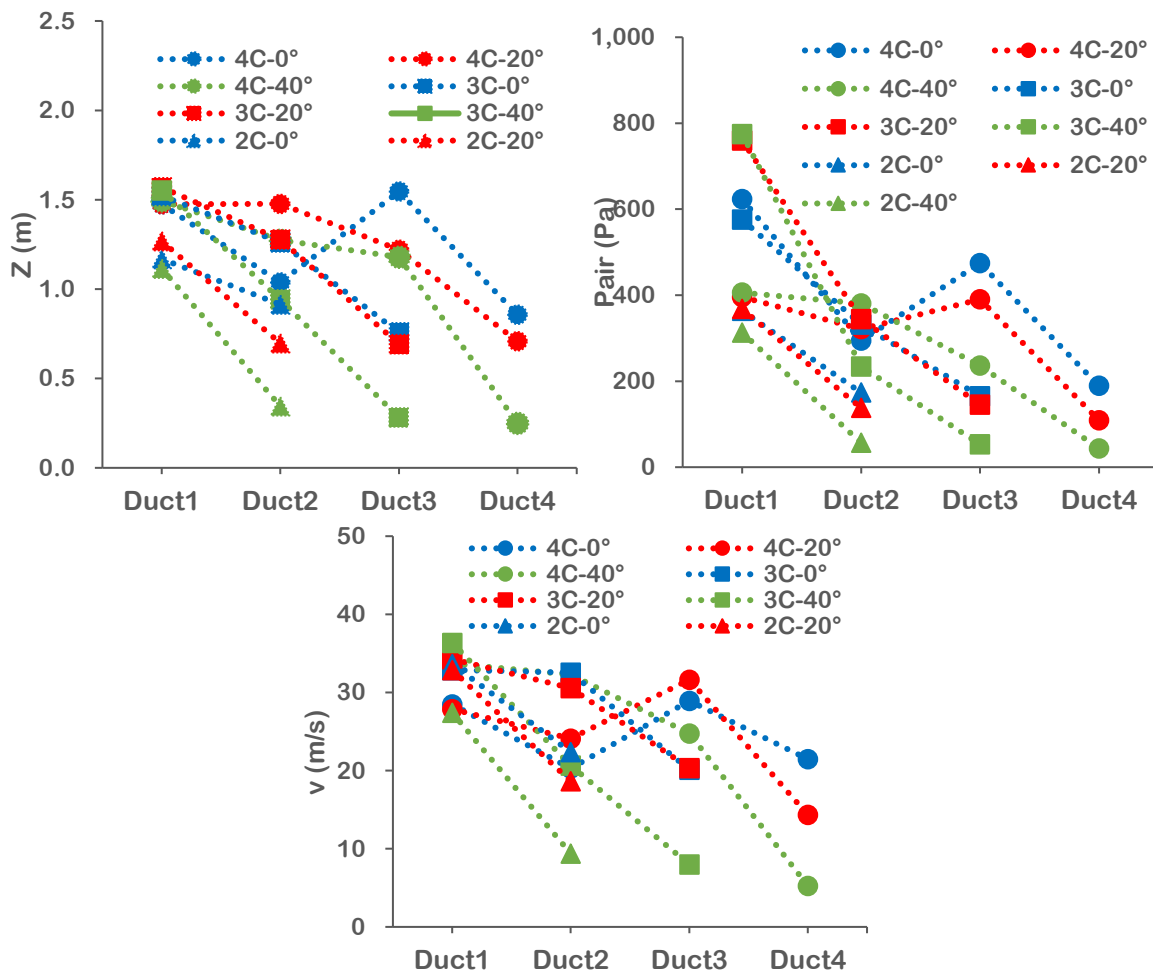 2.5
2.0
1.5
1.0
0.5
0.0
Z (m)
4C-0° 4C-20°
4C-40° 3C-0°
3C-20° 3C-40°
2C-0° 2C-20°
Duct1 Duct2 Duct3 Duct4
1,000
800
600
400
200
0
Pair (Pa)
4C-0° 4C-20°
4C-40° 3C-0°
3C-20° 3C-40°
2C-0° 2C-20°
2C-40°
Duct1 Duct2 Duct3 Duct4
50
40
30
20
10
0
v (m/s)
4C-0° 4C-20°
4C-40° 3C-0°
3C-20° 3C-40°
2C-0° 2C-20°
Duct1 Duct2 Duct3 Duct4